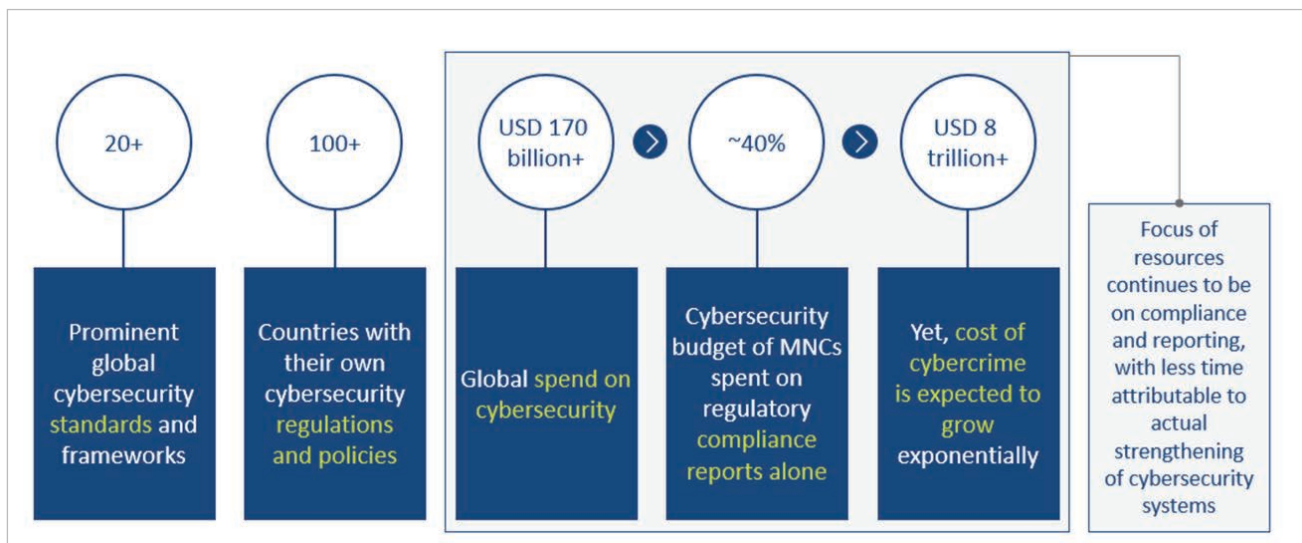 20+
Prominent
global
cybersecurity
standards and
frameworks
100+
Countries with
their own
cybersecurity
regulations
and policies
USD 170
billion+
Global spend on
cybersecurity
~40%
Cybersecurity
budget of MNCs
spent on
regulatory
compliance
reports alone
USD 8
trillion+
Yet, cost of
cybercrime
is expected to
grow
exponentially
Focus of
resources
continues to be
on compliance
and reporting,
with less time
attributable to
actual
strengthening
of cybersecurity
systems